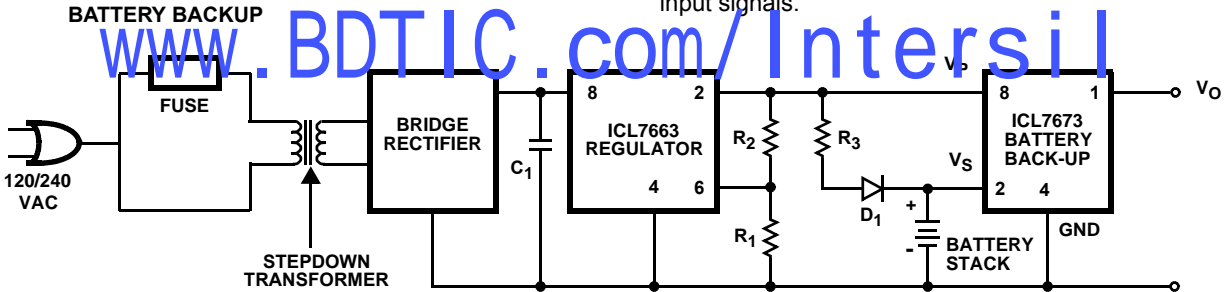 input signals.
BATTERY BACKUP
www.BDTIC.com/Intersil
FUSE
120/240
VAC
STEPDOWN
TRANSFORMER
BRIDGE
RECTIFIER
C1
8
2
ICL7663
REGULATOR
4
6
R2
R1
R3
D1
VP
VS
+
-
BATTERY
STACK
8
1
ICL7673
BATTERY
BACK-UP
2
4
GND
VO